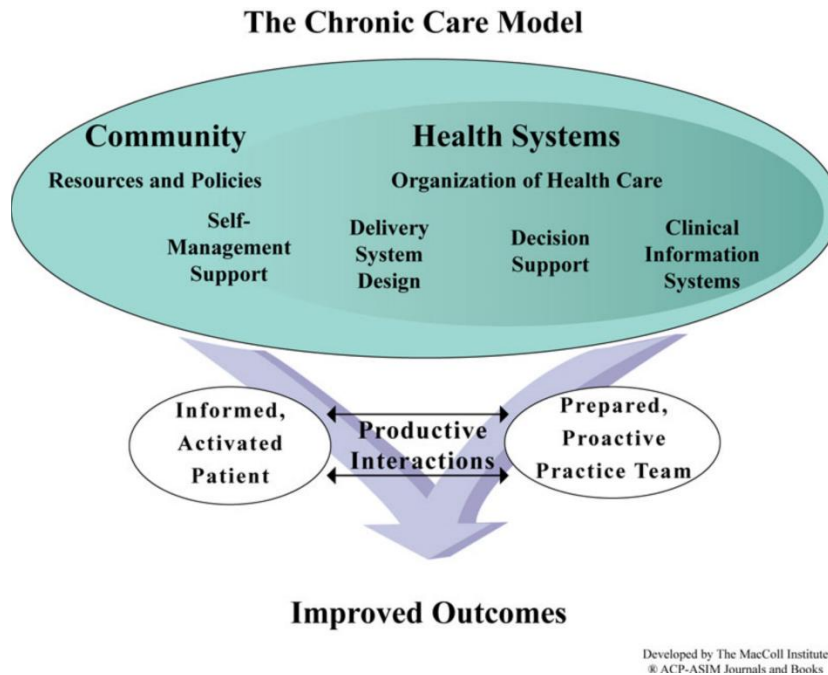 The Chronic Care Model
Community
Resources and Policies
Health Systems
Organization of Health Care
Self-
Management
Support
Delivery
System
Design
Decision
Support
Clinical
Information
Systems
Informed,
Activated
Patient
Productive
Interactions
Prepared,
Proactive
Practice Team
Improved Outcomes
Developed by The MacColl Institute
® ACP-ASIM Journals and Books